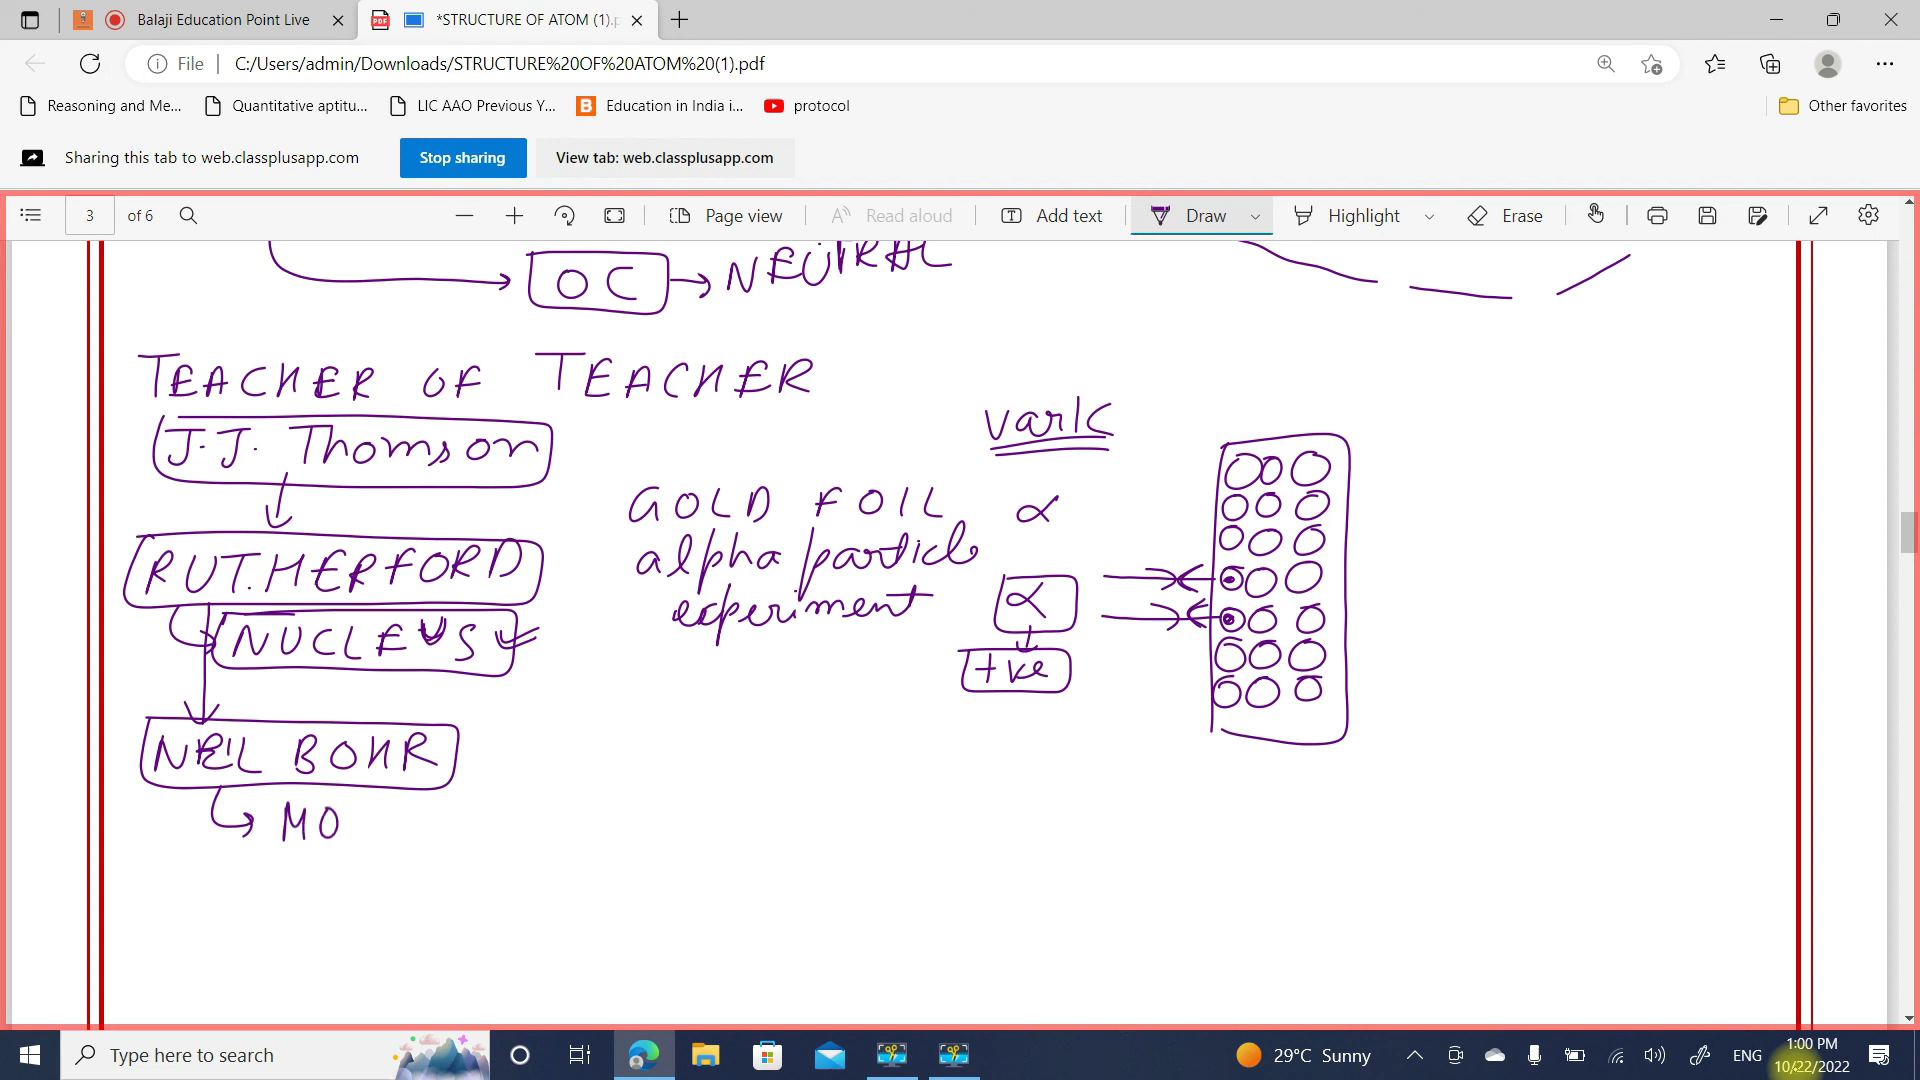 Balaji Education Point Live
*STRUCTURE OF ATOM (1).p
File
C:/Users/admin/Downloads/STRUCTURE%20OF%20ATOM%20(1).pdf
Reasoning and Me...
Quantitative aptitu...
LIC AAO Previous Y...
Education in India i...
protocol
Other favorites
Sharing this tab to web.classplusapp.com
Stop sharing
View tab: web.classplusapp.com
3 of 6
Page view
Read aloud
Add text
Draw
Highlight
Erase
OC → NEUTRAL
TEACHER OF TEACHER
J.J. Thomson
RUTHERFORD
NUCLEUS
NEIL BOHR
MO
GOLD FOIL
alpha particle
experiment
α
α
+ve
Type here to search
29°C Sunny
ENG
1:00 PM
10/22/2022